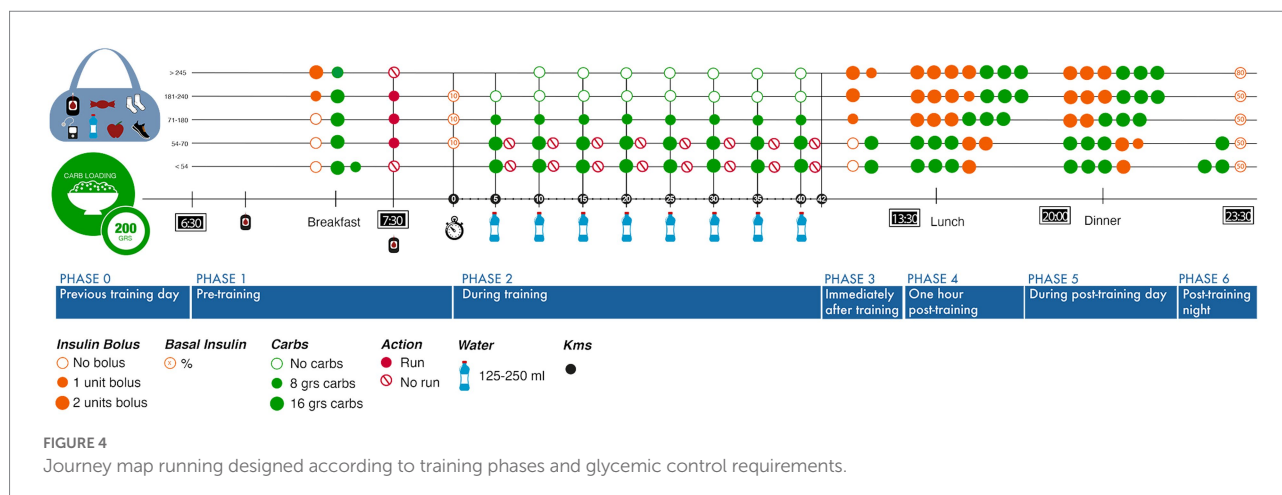 > 245
181-240
71-180
54-70
< 54
10
10
10
80
50
50
50
50
CARB LOADING
200
GRS
6:30
Breakfast
7:30
0 5 10 15 20 25 30 35 40 42
13:30
Lunch
20:00
Dinner
23:30
PHASE 0
Previous training day
PHASE 1
Pre-training
PHASE 2
During training
PHASE 3
Immediately
after training
PHASE 4
One hour
post-training
PHASE 5
During post-training day
PHASE 6
Post-training
night
Insulin Bolus
No bolus
1 unit bolus
2 units bolus
Basal Insulin
x %
Carbs
No carbs
8 grs carbs
16 grs carbs
Action
Run
No run
Water
125-250 ml
Kms
FIGURE 4
Journey map running designed according to training phases and glycemic control requirements.